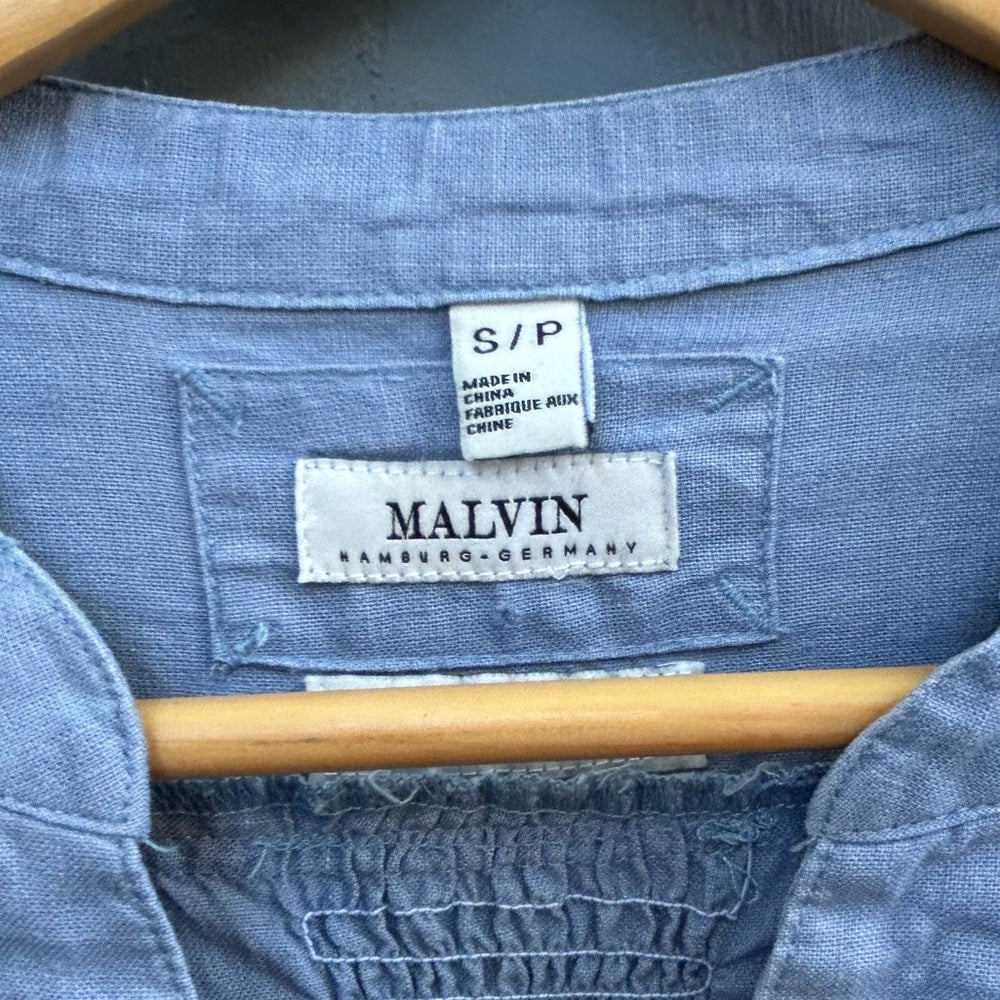 S / P
MADE IN
CHINA
FABRIQUE AUX
CHINE
MALVIN
HAMBURG-GERMANY